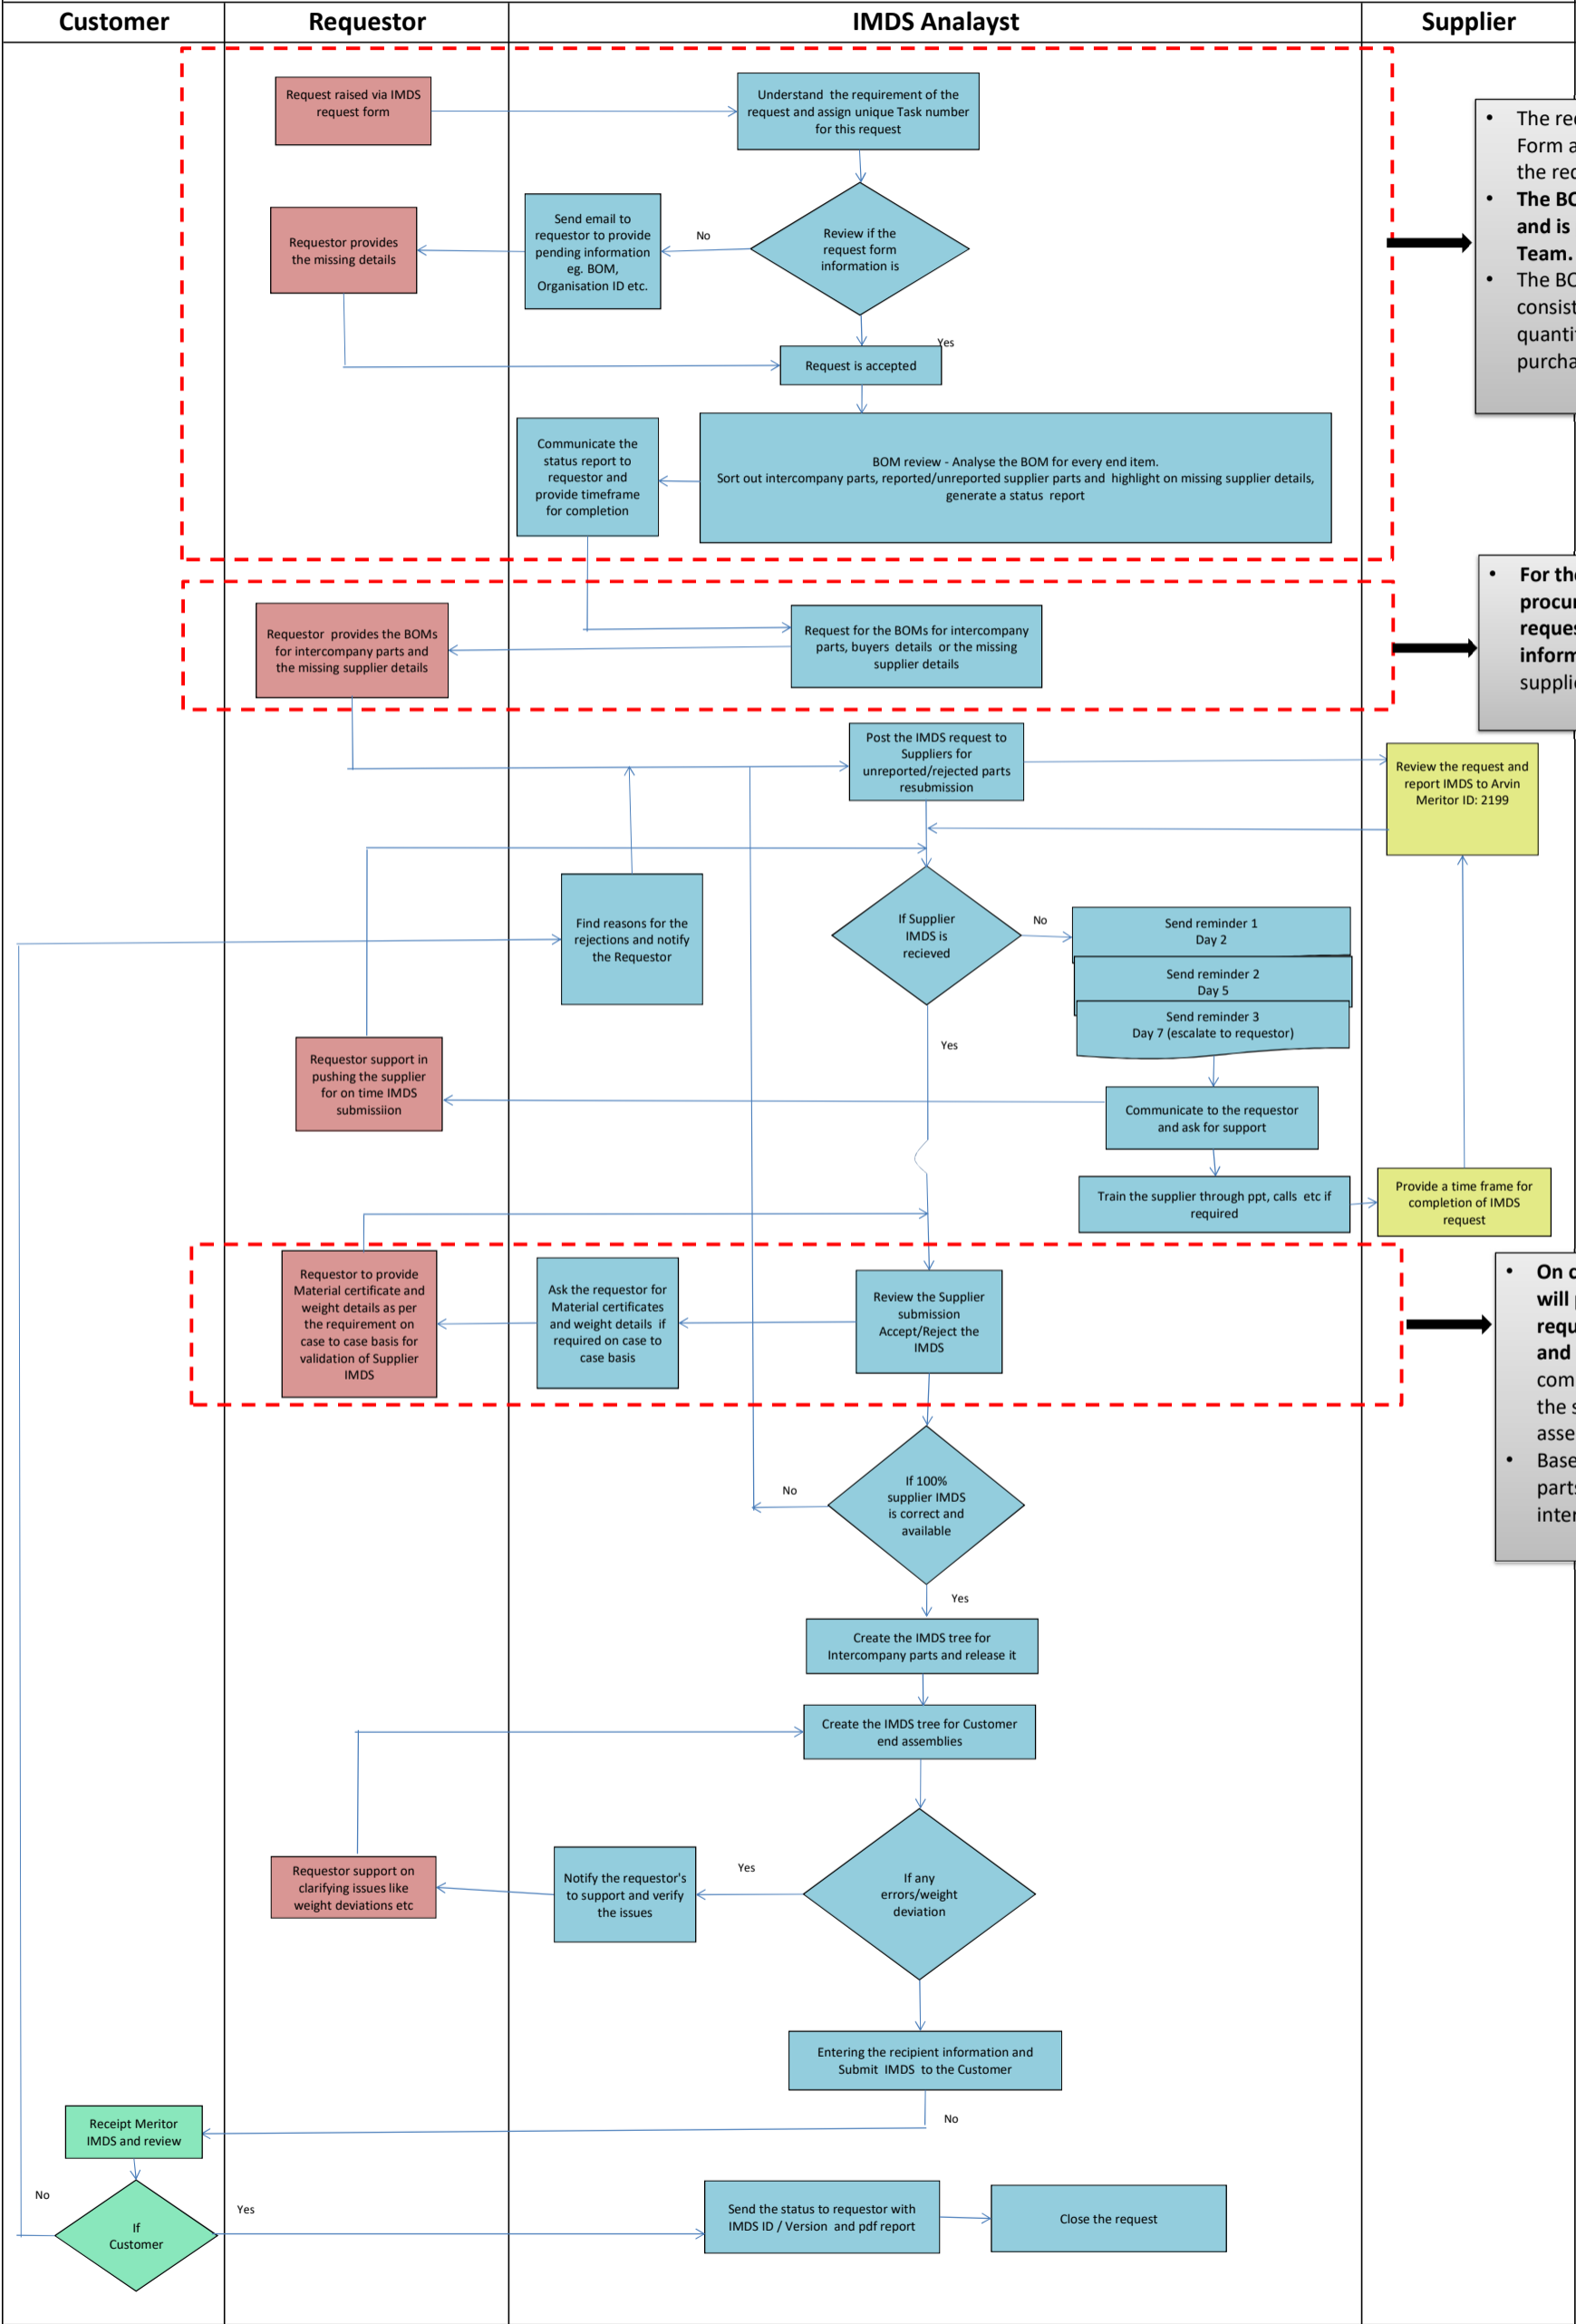 Customer
Requestor
IMDS Analayst
Supplier
Request raised via IMDS
request form
Understand the requirement of the
request and assign unique Task number
for this request
Send email to
requestor to provide
pending information
eg. BOM,
Organisation ID etc.
No
Review if the
request form
information is
Requestor provides
the missing details
Yes
Request is accepted
Communicate the
status report to
requestor and
provide timeframe
for completion
BOM review - Analyse the BOM for every end item.
Sort out intercompany parts, reported/unreported supplier parts and highlight on missing supplier details,
generate a status report
•
Form
the
• The
and is
Team.
• The
consist
Requestor provides the BOMs
for intercompany parts and
the missing supplier details
Request for the BOMs for intercompany
parts, buyers details or the missing
supplier details
• For
Post the IMDS request to
Suppliers for
unreported/rejected parts
resubmission
Review the request and
report IMDS to Arvin
Meritor ID: 2199
Find reasons for the
rejections and notify
the Requestor
If Supplier
IMDS is
recieved
No
Send reminder 1
Day 2
Send reminder 2
Day 5
Send reminder 3
Day 7 (escalate to requestor)
Yes
Requestor support in
pushing the supplier
for on time IMDS
submissiion
Communicate to the requestor
and ask for support
Train the supplier through ppt, calls etc if
required
Provide a time frame for
completion of IMDS
request
Requestor to provide
Material certificate and
weight details as per
the requirement on
case to case basis for
validation of Supplier
IMDS
Ask the requestor for
Material certificates
and weight details if
required on case to
case basis
Review the Supplier
submission
Accept/Reject the
IMDS
• On
will
and
the
•
If 100%
supplier IMDS
is correct and
available
No
Yes
Create the IMDS tree for
Intercompany parts and release it
Create the IMDS tree for Customer
end assemblies
Requestor support on
clarifying issues like
weight deviations etc
Notify the requestor's
to support and verify
the issues
Yes
If any
errors/weight
deviation
Entering the recipient information and
Submit IMDS to the Customer
No
Receipt Meritor
IMDS and review
No
If
Customer
Yes
Send the status to requestor with
IMDS ID / Version and pdf report
Close the request